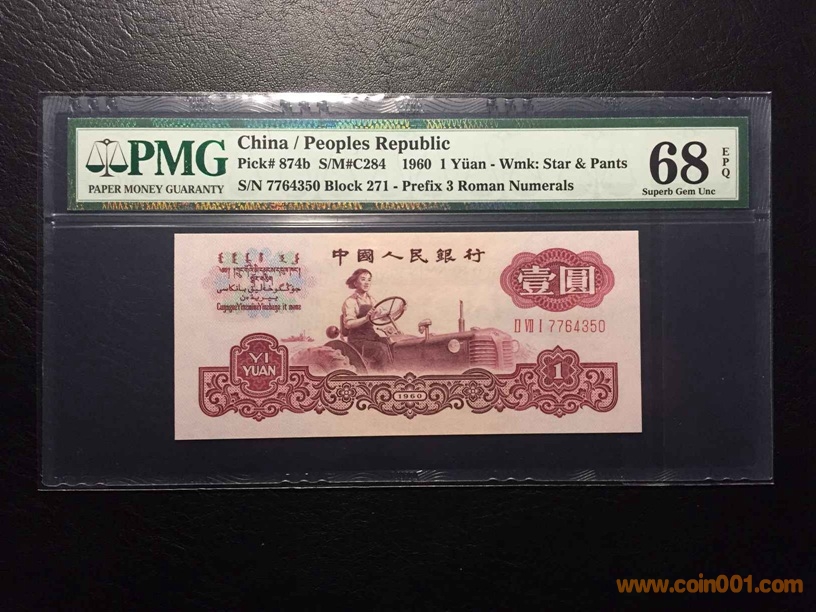 PMG
PAPER MONEY GUARANTY
China / Peoples Republic
Pick# 874b S/M#C284 1960 1 Yüan - Wmk: Star & Pants
S/N 7764350 Block 271 - Prefix 3 Roman Numerals
68
EPQ
Superb Gem Unc
中國人民銀行
壹圓
II VII I 7764350
YI
YUAN
1960
1
www.coin001.com